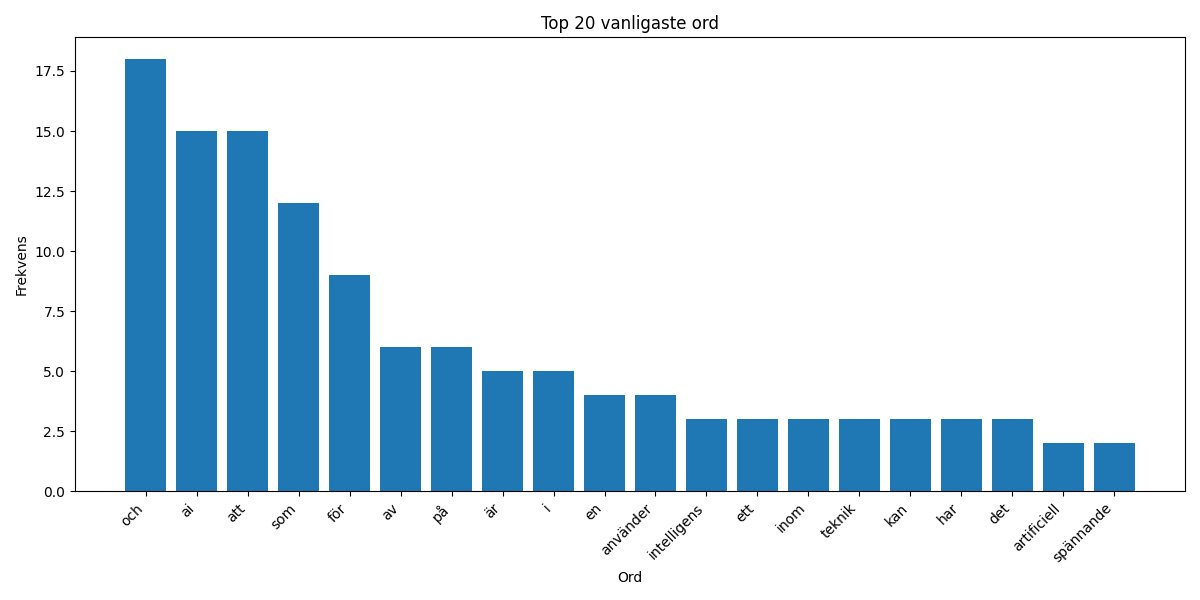 Top 20 vanligaste ord
Frekvens
17.5
15.0
12.5
10.0
7.5
5.0
2.5
0.0
och
ai
att
som
för
av
på
är
i
en
använder
intelligens
ett
inom
teknik
kan
har
det
artificiell
spännande
Ord